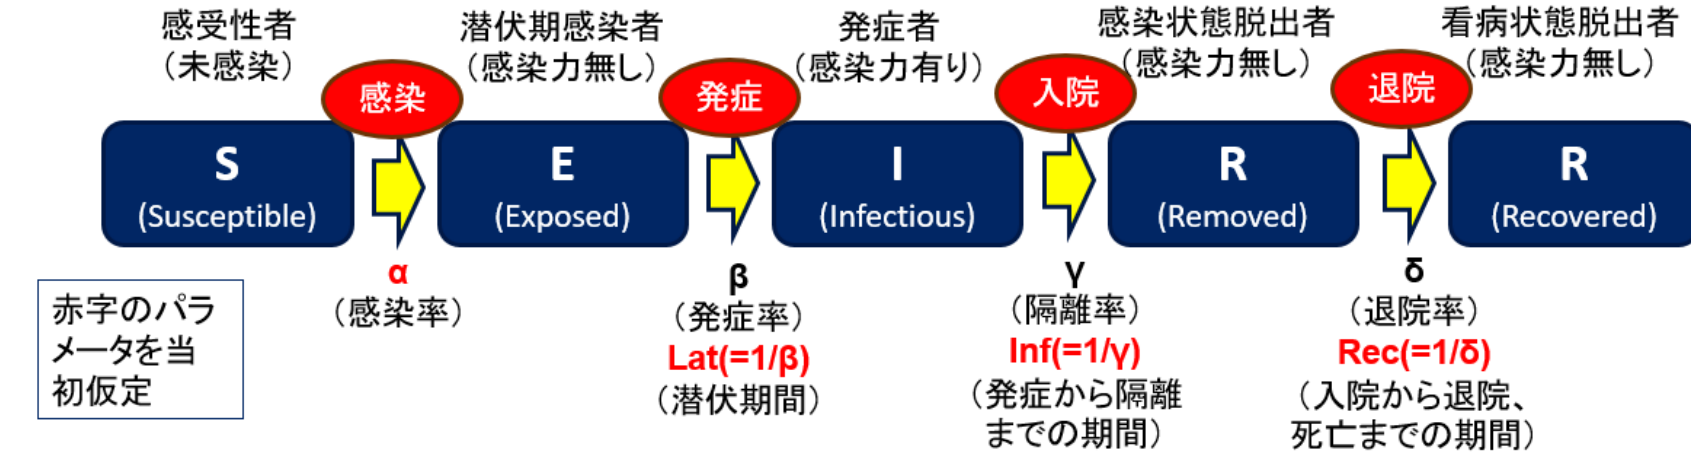 感受性者
（未感染）
潜伏期感染者
（感染力無し）
発症者
（感染力有り）
感染状態脱出者
（感染力無し）
看病状態脱出者
（感染力無し）
感染
発症
入院
退院
S
(Susceptible)
E
(Exposed)
I
(Infectious)
R
(Removed)
R
(Recovered)
α
（感染率）
β
（発症率）
Lat(=1/β)
（潜伏期間）
γ
（隔離率）
Inf(=1/γ)
（発症から隔離
までの期間）
δ
（退院率）
Rec(=1/δ)
（入院から退院、
死亡までの期間）
赤字のパラ
メータを当
初仮定